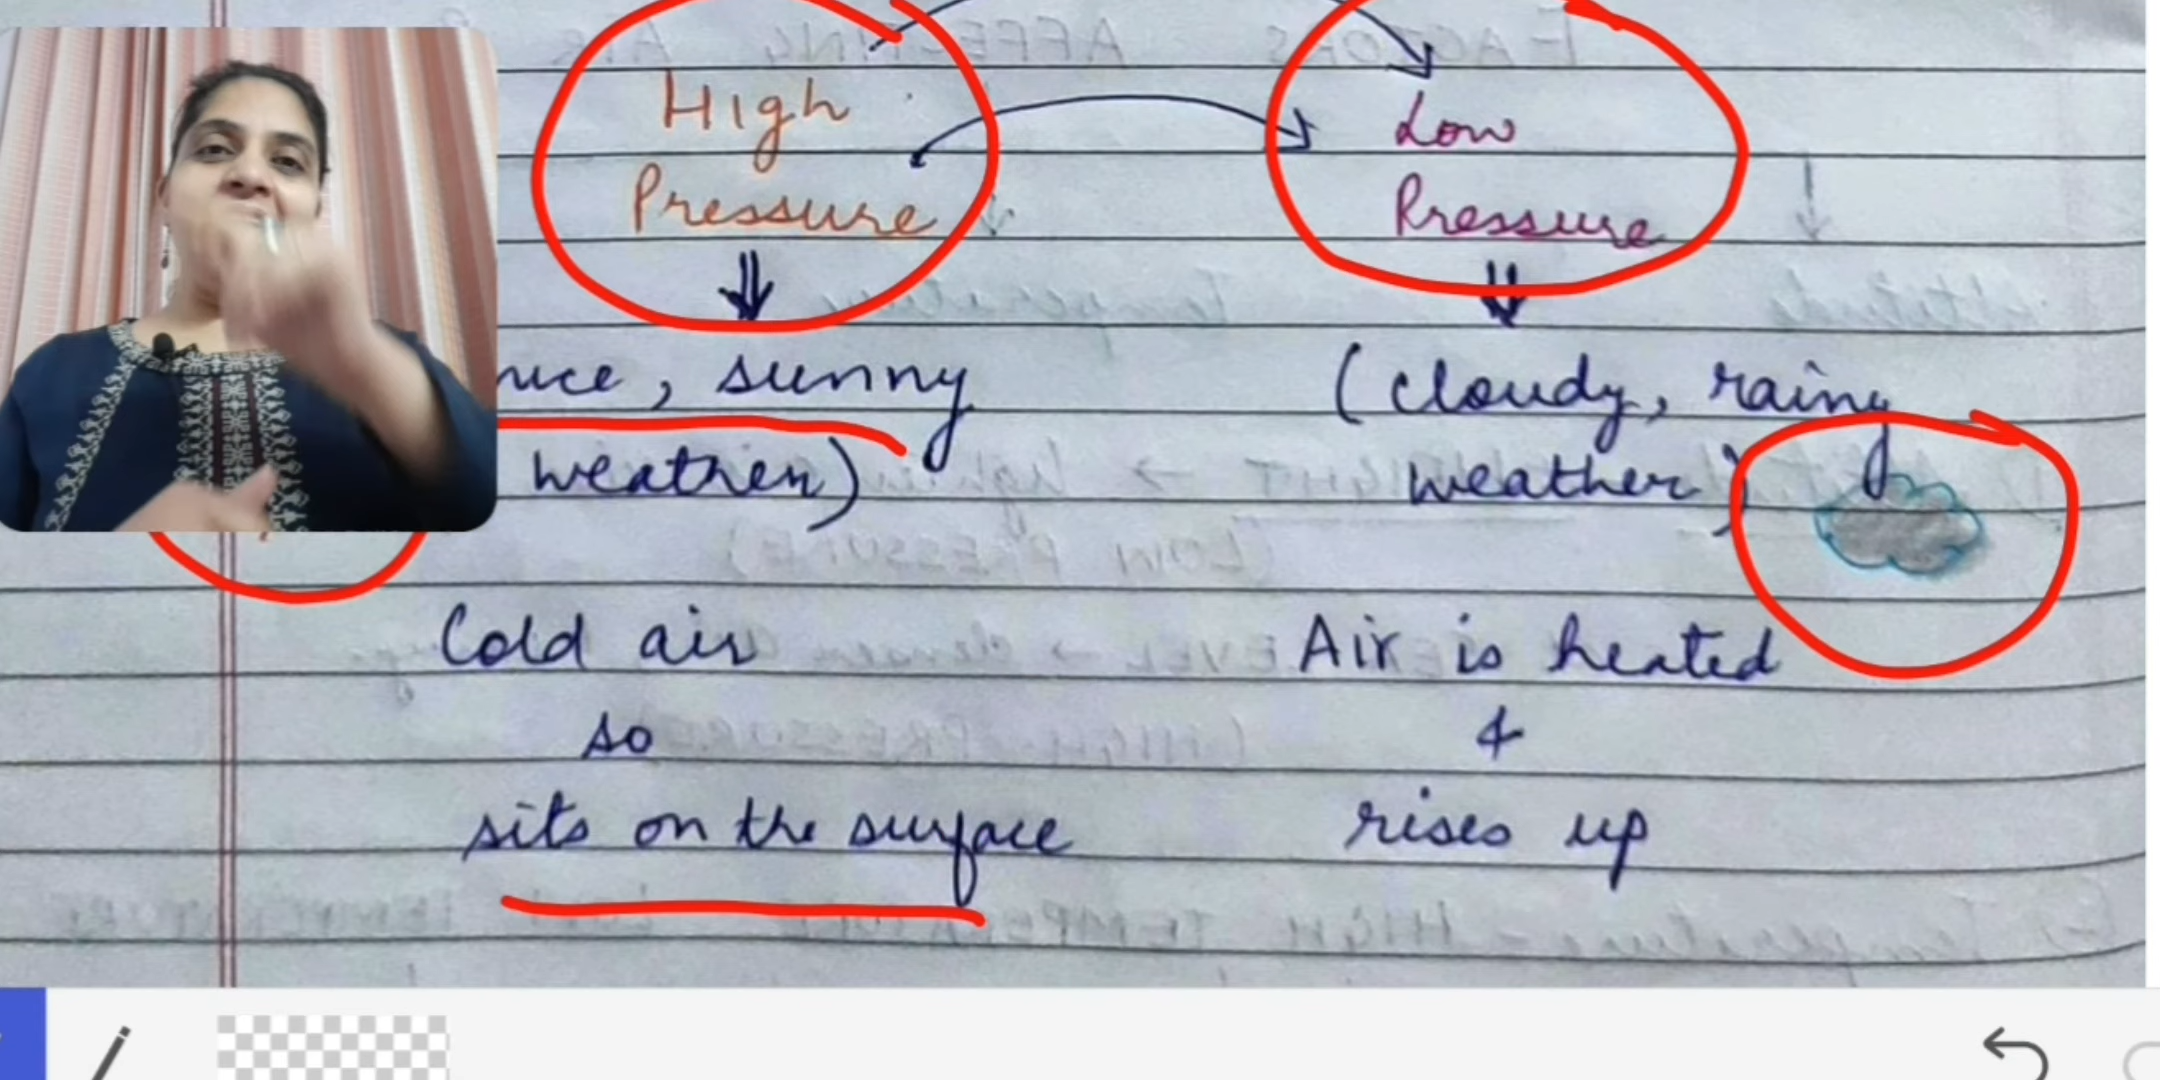 High
Pressure
Low
Pressure
nice, sunny
weather)
(cloudy, rainy
weather)
Cold air
so
sits on the surface
Air is heated
&
rises up